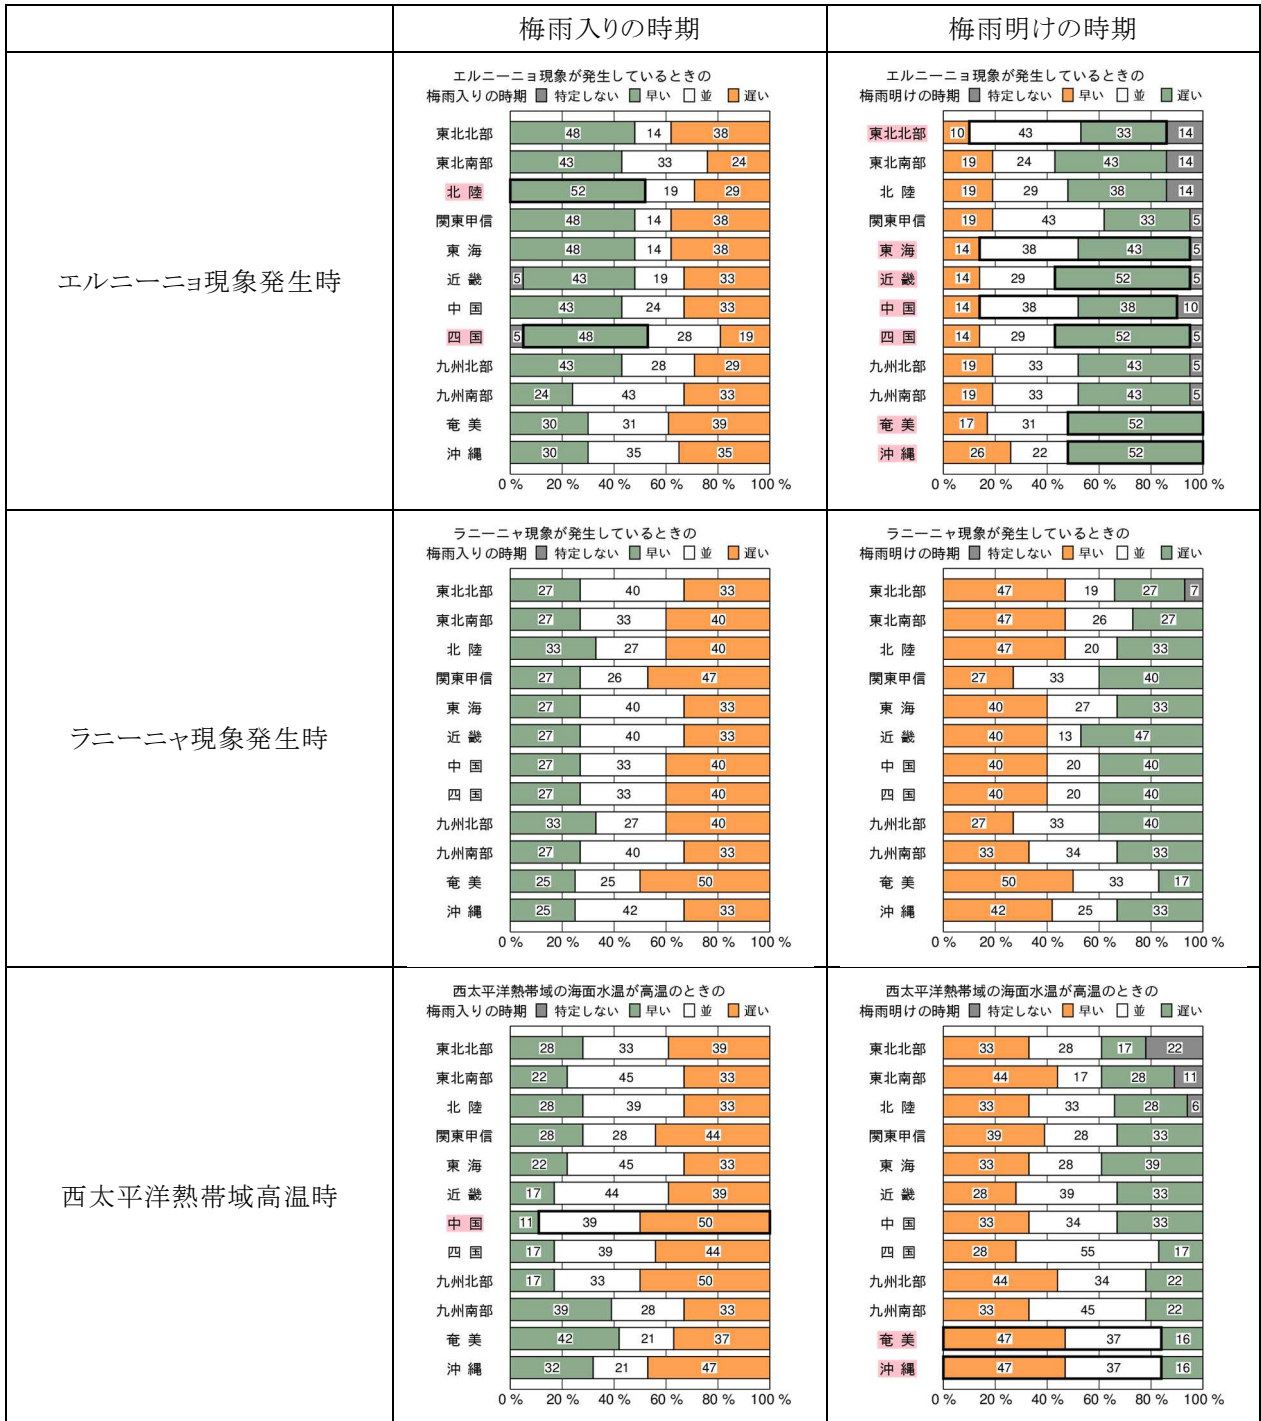 梅雨入りの時期 梅雨明けの時期
エルニーニョ現象発生時
エルニーニョ現象が発生しているときの
梅雨入りの時期 特定しない 早い 並 遅い
東北北部 48 14 38
東北南部 43 33 24
北 陸 52 19 29
関東甲信 48 14 38
東 海 48 14 38
近 畿 5 43 19 33
中 国 43 24 33
四 国 5 48 28 19
九州北部 43 28 29
九州南部 24 43 33
奄 美 30 31 39
沖 縄 30 35 35
0 % 20 % 40 % 60 % 80 % 100 %
エルニーニョ現象が発生しているときの
梅雨明けの時期 特定しない 早い 並 遅い
東北北部 10 43 33 14
東北南部 19 24 43 14
北 陸 19 29 38 14
関東甲信 19 43 33 5
東 海 14 38 43 5
近 畿 14 29 52 5
中 国 14 38 38 10
四 国 14 29 52 5
九州北部 19 33 43 5
九州南部 19 33 43 5
奄 美 17 31 52
沖 縄 26 22 52
0 % 20 % 40 % 60 % 80 % 100 %
ラニーニャ現象発生時
ラニーニャ現象が発生しているときの
梅雨入りの時期 特定しない 早い 並 遅い
東北北部 27 40 33
東北南部 27 33 40
北 陸 33 27 40
関東甲信 27 26 47
東 海 27 40 33
近 畿 27 40 33
中 国 27 33 40
四 国 27 33 40
九州北部 33 27 40
九州南部 27 40 33
奄 美 25 25 50
沖 縄 25 42 33
0 % 20 % 40 % 60 % 80 % 100 %
ラニーニャ現象が発生しているときの
梅雨明けの時期 特定しない 早い 並 遅い
東北北部 47 19 27 7
東北南部 47 26 27
北 陸 47 20 33
関東甲信 27 33 40
東 海 40 27 33
近 畿 40 13 47
中 国 40 20 40
四 国 40 20 40
九州北部 27 33 40
九州南部 33 34 33
奄 美 50 33 17
沖 縄 42 25 33
0 % 20 % 40 % 60 % 80 % 100 %
西太平洋熱帯域高温時
西太平洋熱帯域の海面水温が高温のときの
梅雨入りの時期 特定しない 早い 並 遅い
東北北部 28 33 39
東北南部 22 45 33
北 陸 28 39 33
関東甲信 28 28 44
東 海 22 45 33
近 畿 17 44 39
中 国 11 39 50
四 国 17 39 44
九州北部 17 33 50
九州南部 39 28 33
奄 美 42 21 37
沖 縄 32 21 47
0 % 20 % 40 % 60 % 80 % 100 %
西太平洋熱帯域の海面水温が高温のときの
梅雨明けの時期 特定しない 早い 並 遅い
東北北部 33 28 17 22
東北南部 44 17 28 11
北 陸 33 33 28 6
関東甲信 39 28 33
東 海 33 28 39
近 畿 28 39 33
中 国 33 34 33
四 国 28 55 17
九州北部 44 34 22
九州南部 33 45 22
奄 美 47 37 16
沖 縄 47 37 16
0 % 20 % 40 % 60 % 80 % 100 %